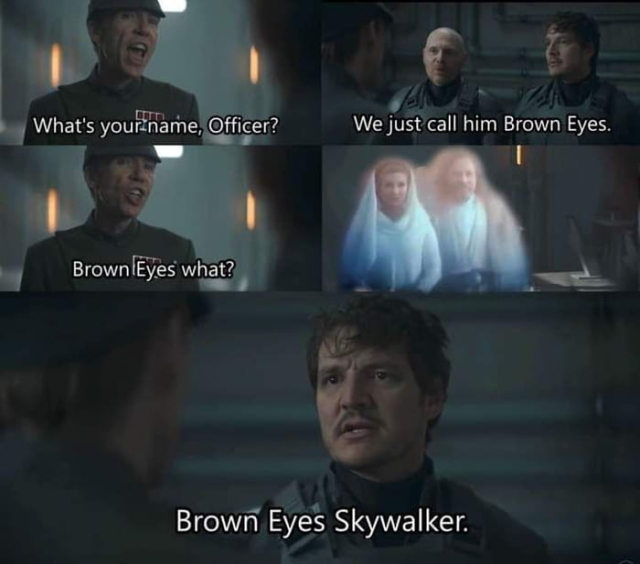 What's your name, Officer?
We just call him Brown Eyes.
Brown Eyes what?
Brown Eyes Skywalker.